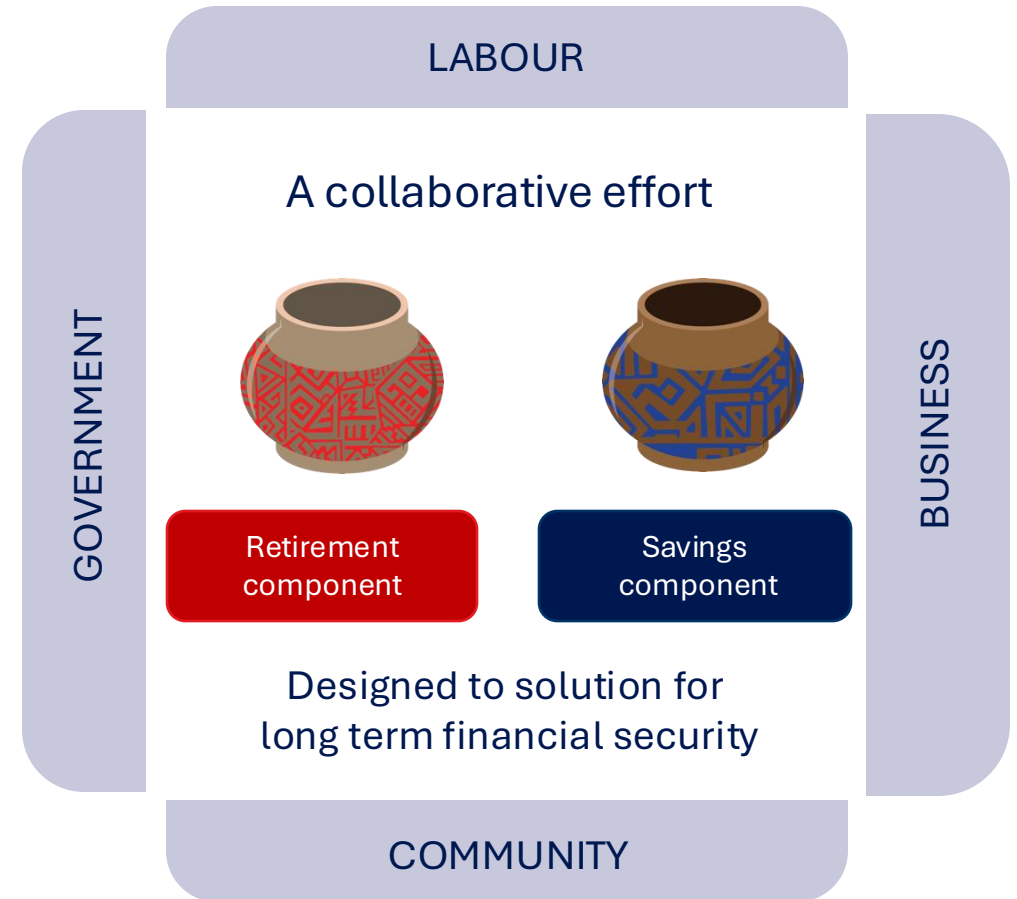 LABOUR
A collaborative effort
GOVERNMENT
BUSINESS
Retirement
component
Savings
component
Designed to solution for
long term financial security
COMMUNITY